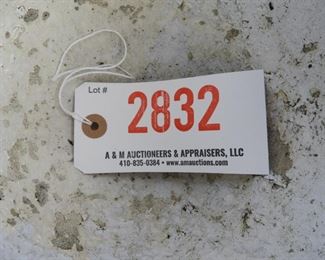 Lot #
2832
A & M AUCTIONEERS & APPRAISERS, LLC
410-835-0384 • www.amauctions.com